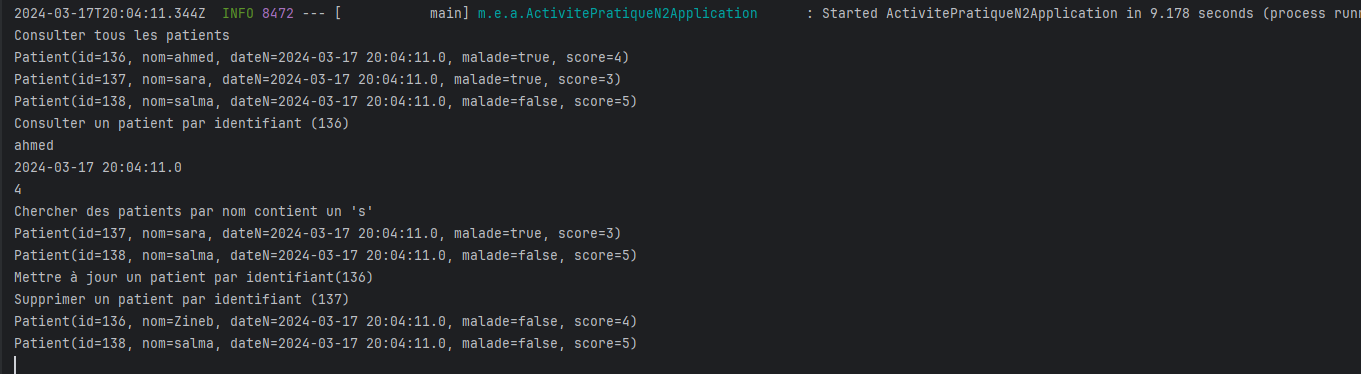 2024-03-17T20:04:11.344Z  INFO 8472 --- [           main] m.e.a.ActivitePratiqueN2Application      : Started ActivitePratiqueN2Application in 9.178 seconds (process
Consulter tous les patients
Patient(id=136, nom=ahmed, dateN=2024-03-17 20:04:11.0, malade=true, score=4)
Patient(id=137, nom=sara, dateN=2024-03-17 20:04:11.0, malade=true, score=3)
Patient(id=138, nom=salma, dateN=2024-03-17 20:04:11.0, malade=false, score=5)
Consulter un patient par identifiant (136)
ahmed
2024-03-17 20:04:11.0
4
Chercher des patients par nom contient un 's'
Patient(id=137, nom=sara, dateN=2024-03-17 20:04:11.0, malade=true, score=3)
Patient(id=138, nom=salma, dateN=2024-03-17 20:04:11.0, malade=false, score=5)
Mettre à jour un patient par identifiant(136)
Supprimer un patient par identifiant (137)
Patient(id=136, nom=Zineb, dateN=2024-03-17 20:04:11.0, malade=false, score=4)
Patient(id=138, nom=salma, dateN=2024-03-17 20:04:11.0, malade=false, score=5)